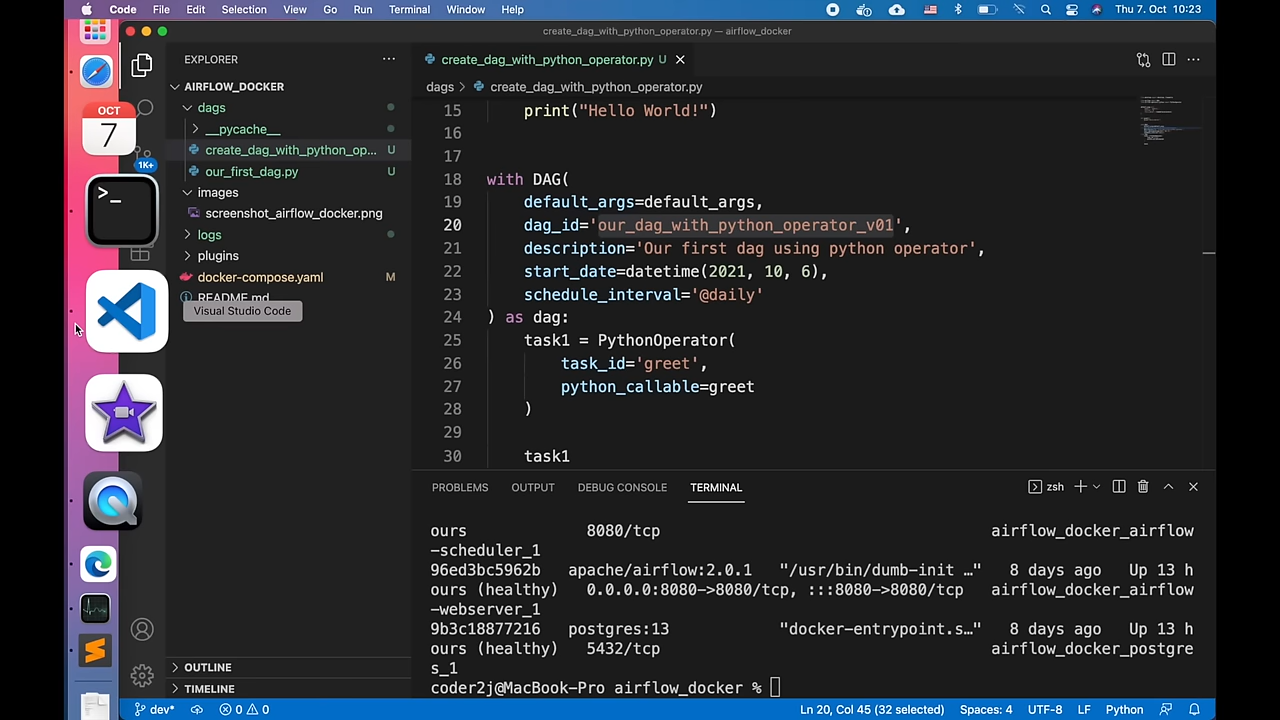 Code File Edit Selection View Go Run Terminal Window Help
Thu 7. Oct 10:23
create_dag_with_python_operator.py — airflow_docker
OCT
7
1K+
>_
EXPLORER
AIRFLOW_DOCKER
dags
__pycache__
create_dag_with_python_op... U
our_first_dag.py U
images
screenshot_airflow_docker.png
logs
plugins
docker-compose.yaml M
README.md
Visual Studio Code
OUTLINE
TIMELINE
create_dag_with_python_operator.py U
dags > create_dag_with_python_operator.py
15 print("Hello World!")
16
17
18 with DAG(
19 default_args=default_args,
20 dag_id='our_dag_with_python_operator_v01',
21 description='Our first dag using python operator',
22 start_date=datetime(2021, 10, 6),
23 schedule_interval='@daily'
24 ) as dag:
25 task1 = PythonOperator(
26 task_id='greet',
27 python_callable=greet
28 )
29
30 task1
PROBLEMS OUTPUT DEBUG CONSOLE TERMINAL
zsh
ours 8080/tcp airflow_docker_airflow
-scheduler_1
96ed3bc5962b apache/airflow:2.0.1 "/usr/bin/dumb-init …" 8 days ago Up 13 h
ours (healthy) 0.0.0.0:8080->8080/tcp, :::8080->8080/tcp airflow_docker_airflow
-webserver_1
9b3c18877216 postgres:13 "docker-entrypoint.s…" 8 days ago Up 13 h
ours (healthy) 5432/tcp airflow_docker_postgre
s_1
coder2j@MacBook-Pro airflow_docker %
dev* 0 0 Ln 20, Col 45 (32 selected) Spaces: 4 UTF-8 LF Python